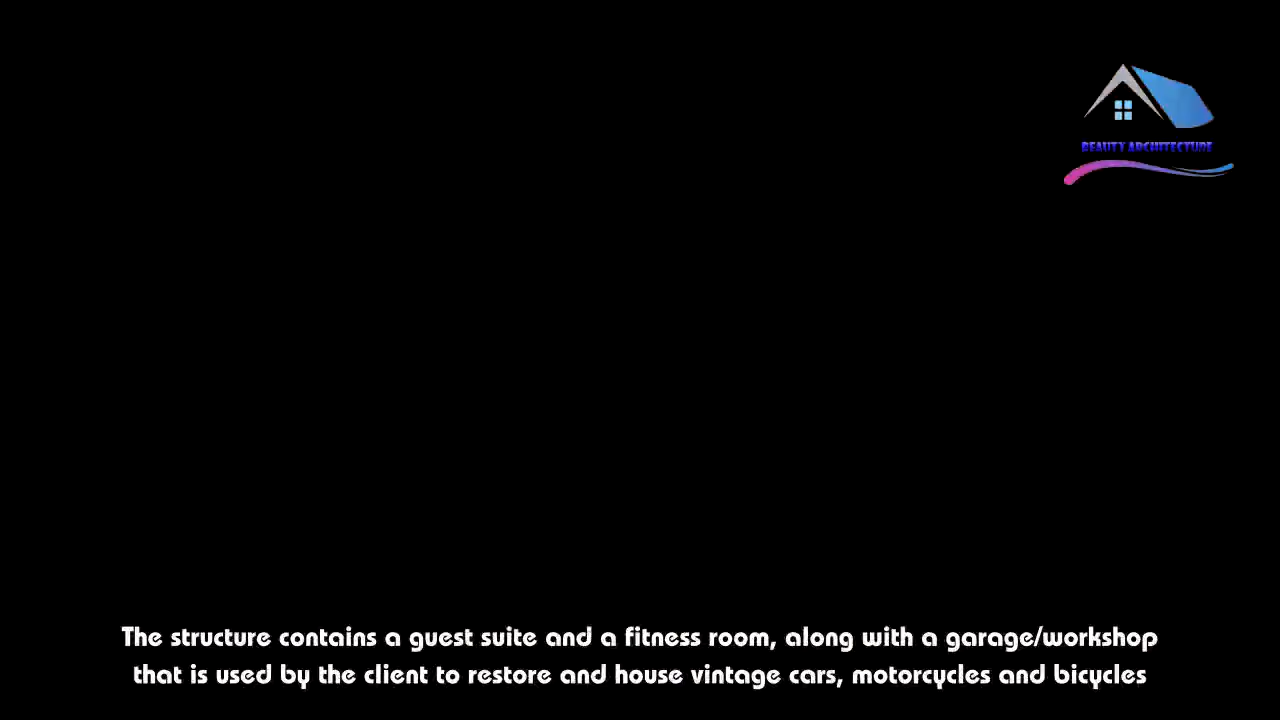 BEAUTY ARCHITECTURE
The structure contains a guest suite and a fitness room, along with a garage/workshop
that is used by the client to restore and house vintage cars, motorcycles and bicycles